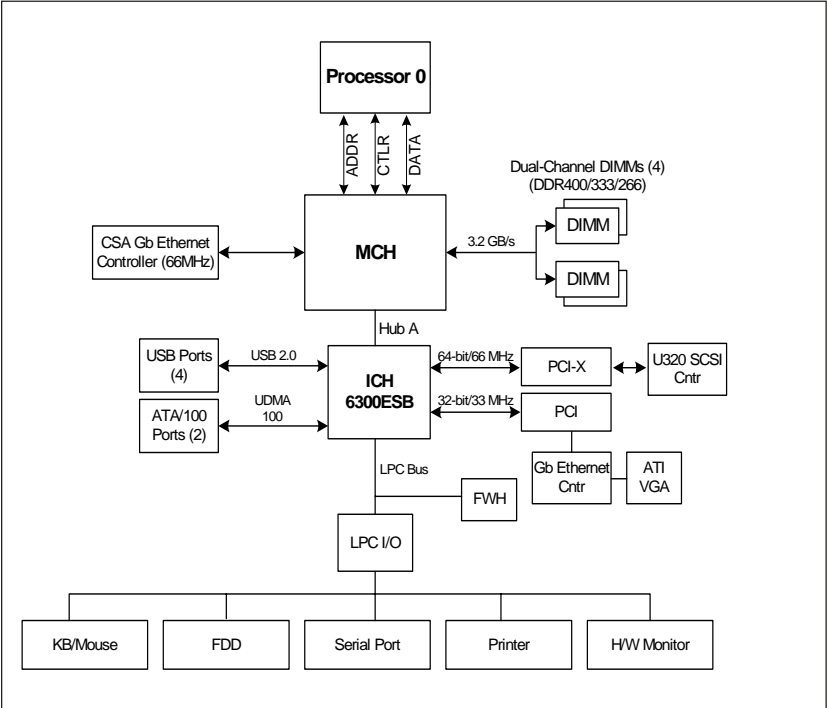 Processor 0
ADDR
CTLR
DATA
Dual-Channel DIMMs (4)
(DDR400/333/266)
DIMM
DIMM
3.2 GB/s
MCH
CSA Gb Ethernet
Controller (66MHz)
Hub A
USB Ports
(4)
USB 2.0
ICH
6300ESB
64-bit/66 MHz
PCI-X
U320 SCSI
Cntr
ATA/100
Ports (2)
UDMA
100
32-bit/33 MHz
PCI
Gb Ethernet
Cntr
ATI
VGA
LPC Bus
FWH
LPC I/O
KB/Mouse
FDD
Serial Port
Printer
H/W Monitor